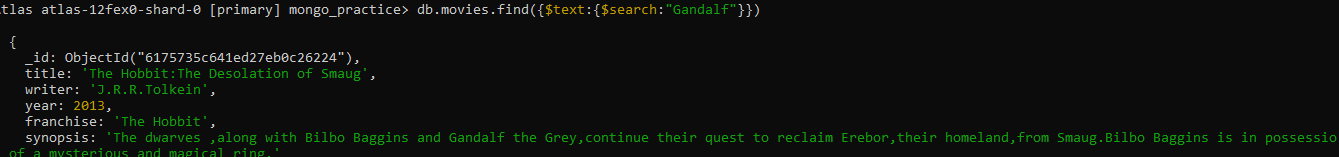 tlas atlas-12fex0-shard-0 [primary] mongo_practice> db.movies.find({$text:{$search:"Gandalf"}})
{
_id: ObjectId("6175735c641ed27eb0c26224"),
title: 'The Hobbit:The Desolation of Smaug',
writer: 'J.R.R.Tolkein',
year: 2013,
franchise: 'The Hobbit',
synopsis: 'The dwarves ,along with Bilbo Baggins and Gandalf the Grey,continue their quest to reclaim Erebor,their homeland,from Smaug.Bilbo Baggins is in possessio
of a mysterious and magical ring.'